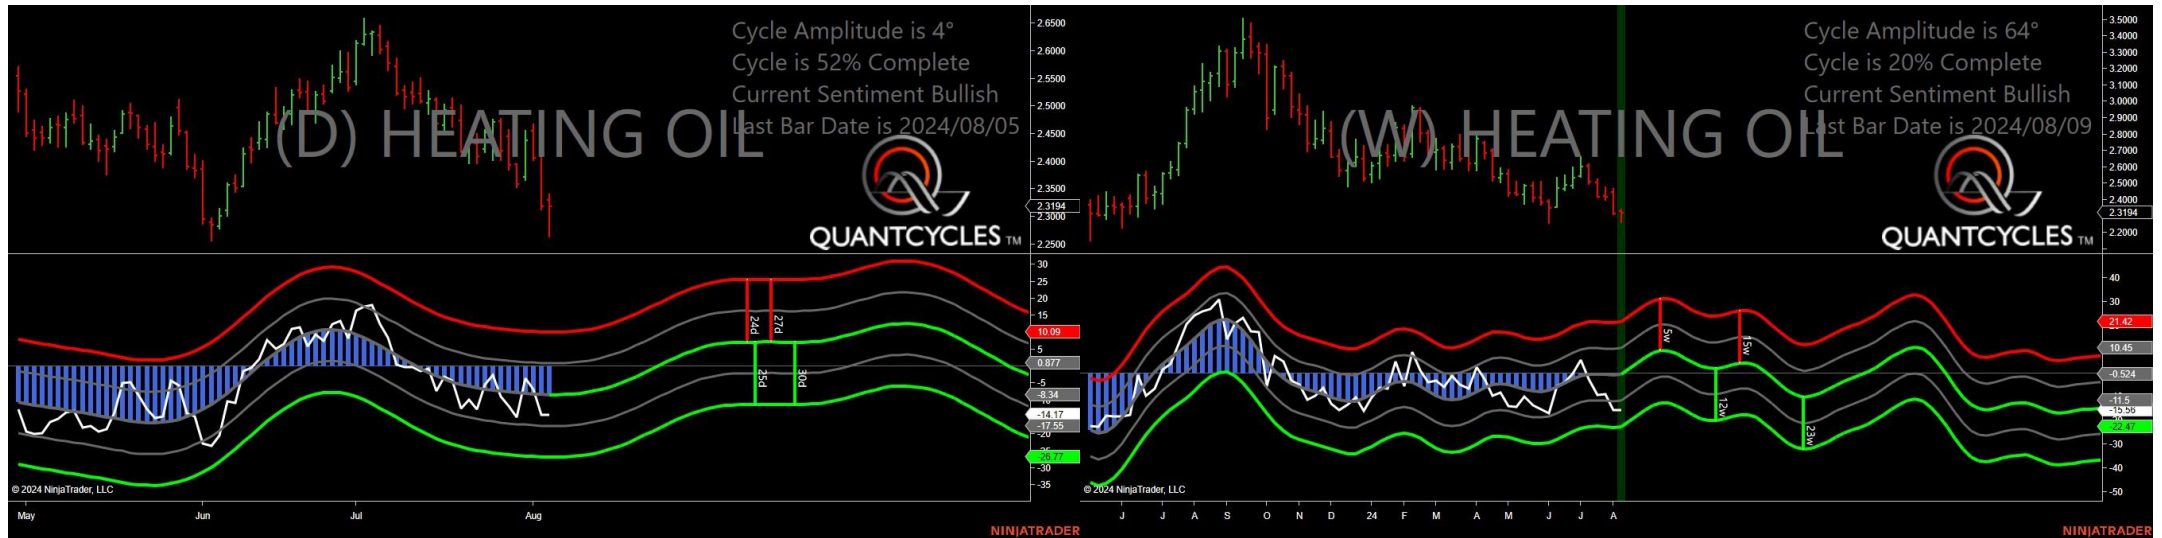 Cycle Amplitude is 4°
Cycle is 52% Complete
Current Sentiment Bullish
Last Bar Date is 2024/08/05
(D) HEATING OIL
QUANTCYCLES TM
2.6500
2.6000
2.5500
2.5000
2.4500
2.4000
2.3500
2.3194
2.3000
2.2500
30
25
20
15
10.09
5
0.877
-5
-8.34
-14.17
-17.55
-20
-26.77
-30
-35
24d
27d
25d
30d
© 2024 NinjaTrader, LLC
May Jun Jul Aug
NINJATRADER
Cycle Amplitude is 64°
Cycle is 20% Complete
Current Sentiment Bullish
Last Bar Date is 2024/08/09
(W) HEATING OIL
QUANTCYCLES TM
3.5000
3.4000
3.3000
3.2000
3.1000
3.0000
2.9000
2.8000
2.7000
2.6000
2.5000
2.4000
2.3194
2.2000
40
30
21.42
10.45
-0.524
-11.5
-15.56
-22.47
-30
-40
-50
5w
15w
12w
23w
© 2024 NinjaTrader, LLC
J J A S O N D 24 F M A M J J A
NINJATRADER